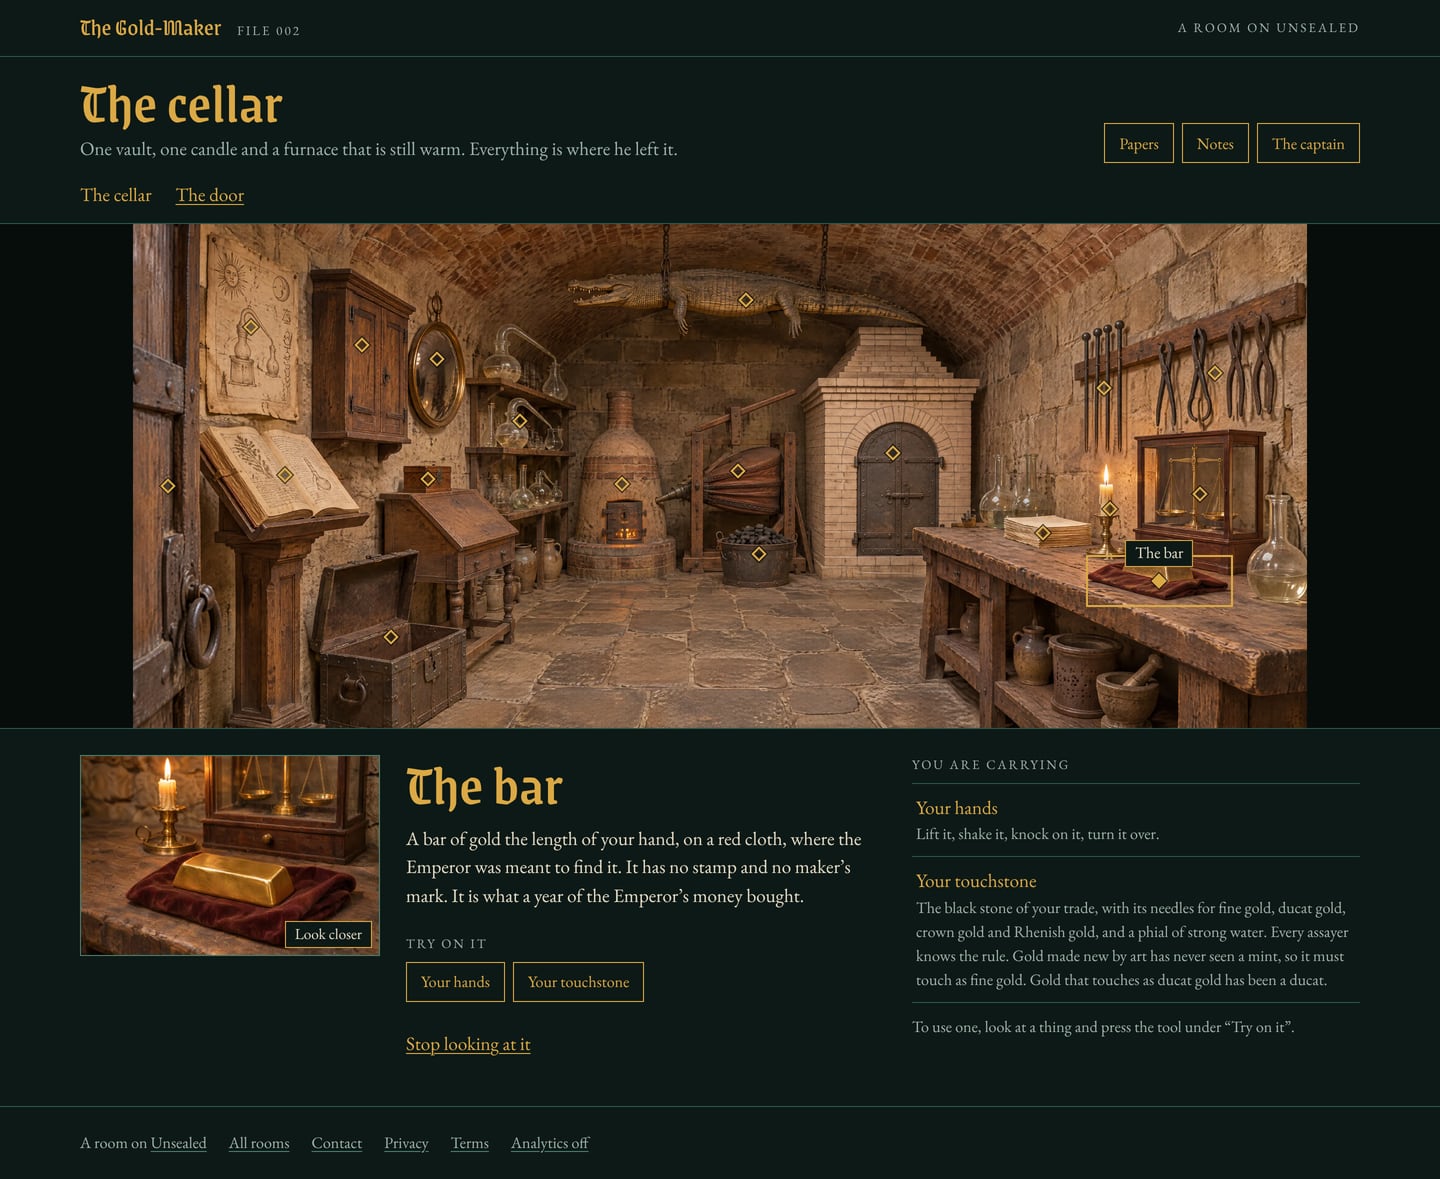 The Gold-Maker FILE 002
A ROOM ON UNSEALED
The cellar
One vault, one candle and a furnace that is still warm. Everything is where he left it.
Papers
Notes
The captain
The cellar
The door
The bar
Look closer
The bar
A bar of gold the length of your hand, on a red cloth, where the
Emperor was meant to find it. It has no stamp and no maker’s
mark. It is what a year of the Emperor’s money bought.
TRY ON IT
Your hands
Your touchstone
Stop looking at it
YOU ARE CARRYING
Your hands
Lift it, shake it, knock on it, turn it over.
Your touchstone
The black stone of your trade, with its needles for fine gold, ducat gold,
crown gold and Rhenish gold, and a phial of strong water. Every assayer
knows the rule. Gold made new by art has never seen a mint, so it must
touch as fine gold. Gold that touches as ducat gold has been a ducat.
To use one, look at a thing and press the tool under “Try on it”.
A room on Unsealed
All rooms
Contact
Privacy
Terms
Analytics off